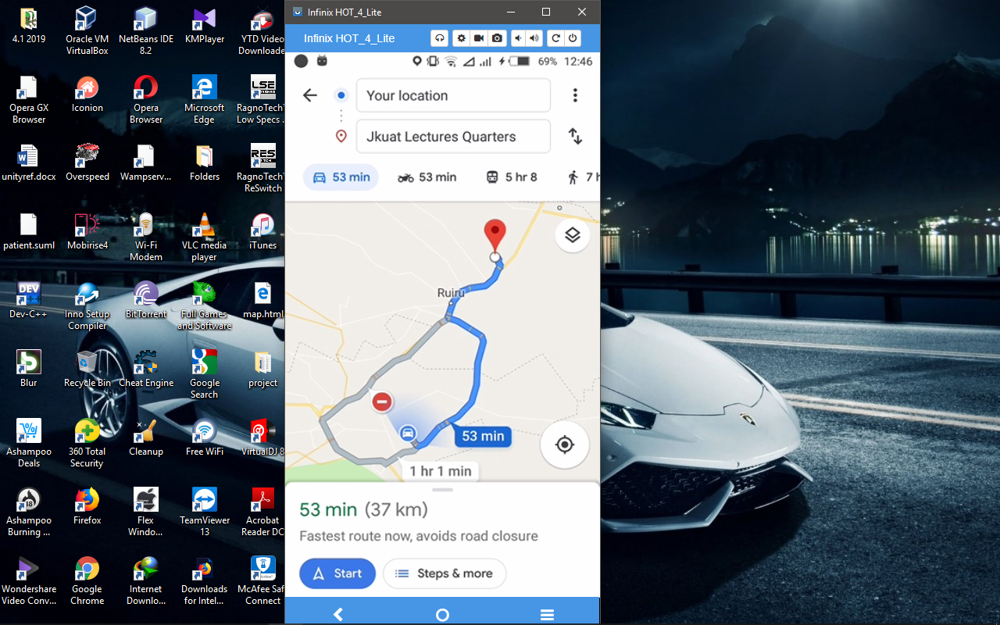 4.1 2019
Oracle VM
VirtualBox
NetBeans IDE
8.2
KMPlayer
YTD Video
Downloade
Opera GX
Browser
Iconion
Opera
Browser
Microsoft
Edge
LSE
RagnoTech
Low Specs .
unityref.docx
Overspeed
Wampserv...
Folders
RES
RagnoTech
ReSwitch
patient.suml
Mobirise4
Wi-Fi
Modem
VLC media
player
iTunes
DEV
Dev-C++
Inno Setup
Compiler
BitTorrent
Full Games
and Software
map.html
Blur
Recycle Bin
Cheat Engine
Google
Search
project
Ashampoo
Deals
360 Total
Security
Cleanup
Free WiFi
VirtualDJ 8
Ashampoo
Burning ...
Firefox
Flex
Windo...
TeamViewer
13
Acrobat
Reader DC
Wondershare
Video Conv...
Google
Chrome
Internet
Downlo...
Downloads
for Intel...
McAfee Saf
Connect
Infinix HOT_4_Lite
Infinix HOT_4_Lite
69% 12:46
Your location
Jkuat Lectures Quarters
53 min 53 min 5 hr 8 7 h
Ruiru
53 min
1 hr 1 min
53 min (37 km)
Fastest route now, avoids road closure
Start Steps & more